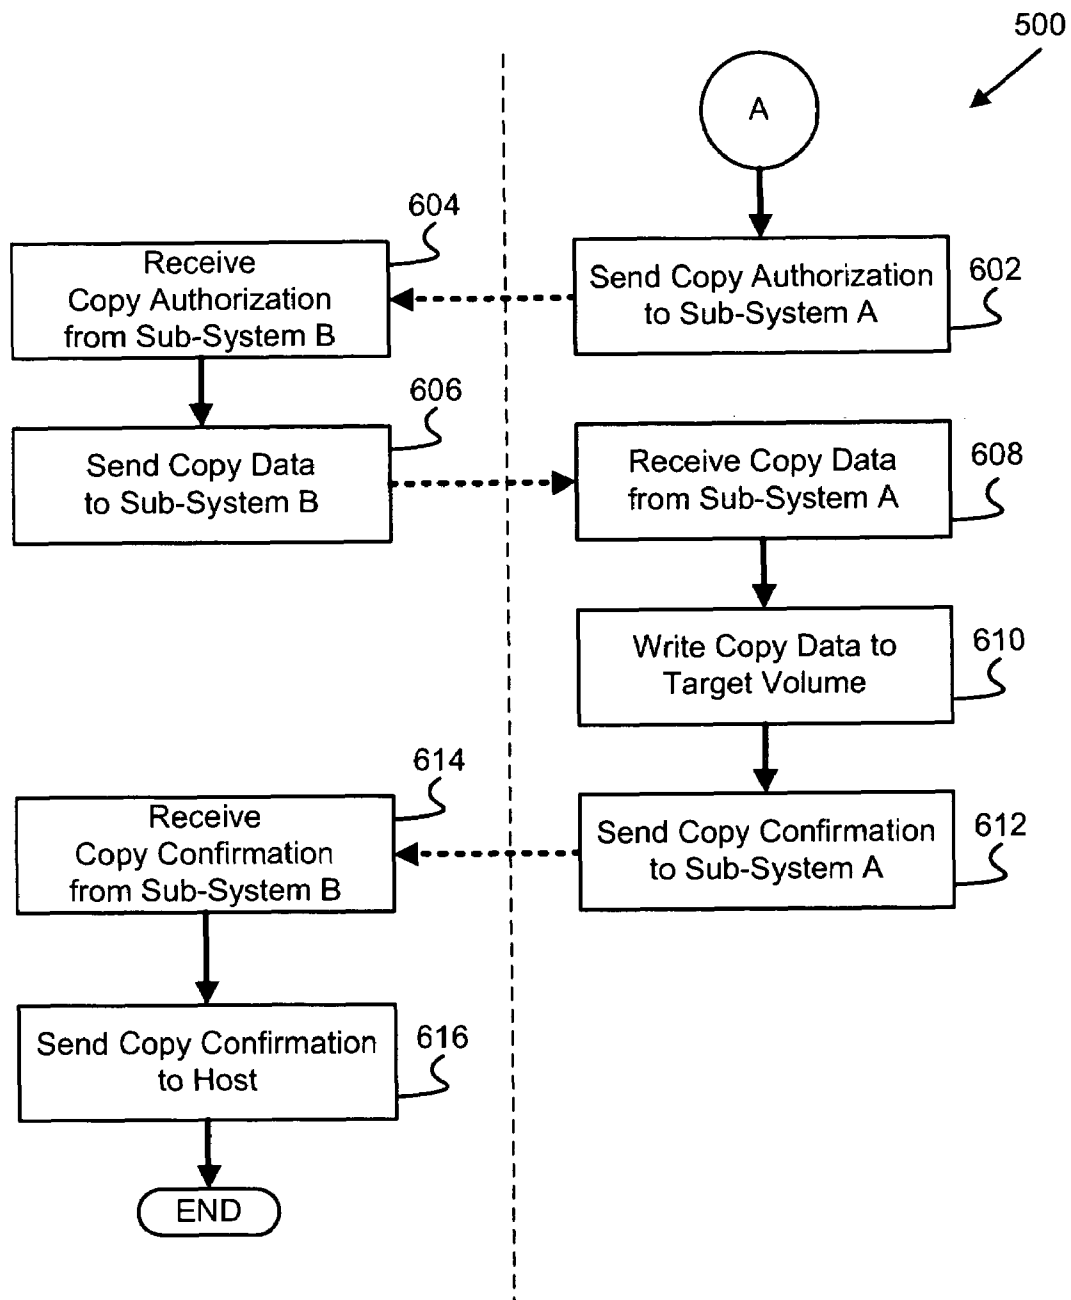 500
A
604
Receive
Copy Authorization
from Sub-System B
Send Copy Authorization
to Sub-System A
602
606
Send Copy Data
to Sub-System B
Receive Copy Data
from Sub-System A
608
Write Copy Data to
Target Volume
610
614
Receive
Copy Confirmation
from Sub-System B
Send Copy Confirmation
to Sub-System A
612
Send Copy Confirmation
to Host
616
END